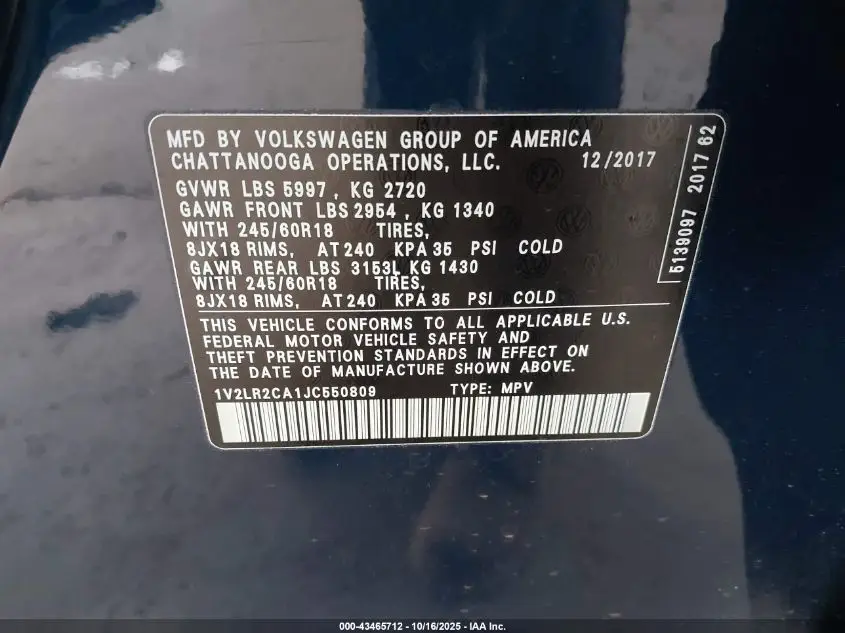 MFD BY VOLKSWAGEN GROUP OF AMERICA
CHATTANOOGA OPERATIONS, LLC. 12/2017
GVWR LBS 5997, KG 2720
GAWR FRONT LBS 2954, KG 1340
WITH 245/60R18 TIRES,
8JX18 RIMS, AT 240 KPA 35 PSI COLD
GAWR REAR LBS 3153L KG 1430
WITH 245/60R18 TIRES,
8JX18 RIMS, AT 240 KPA 35 PSI COLD
THIS VEHICLE CONFORMS TO ALL APPLICABLE U.S.
FEDERAL MOTOR VEHICLE SAFETY AND
THEFT PREVENTION STANDARDS IN EFFECT ON
THE DATE OF MANUFACTURE SHOWN ABOVE.
1V2LR2CA1JC550809 TYPE: MPV
5139097 2017 62
000-43465712 - 10/16/2025 - IAA Inc.